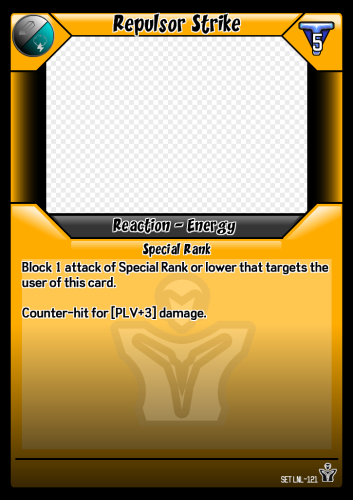 Repulsor Strike
5
Reaction - Energy
Special Rank
Block 1 attack of Special Rank or lower that targets the
user of this card.
Counter-hit for [PLV+3] damage.
SET LNL-121